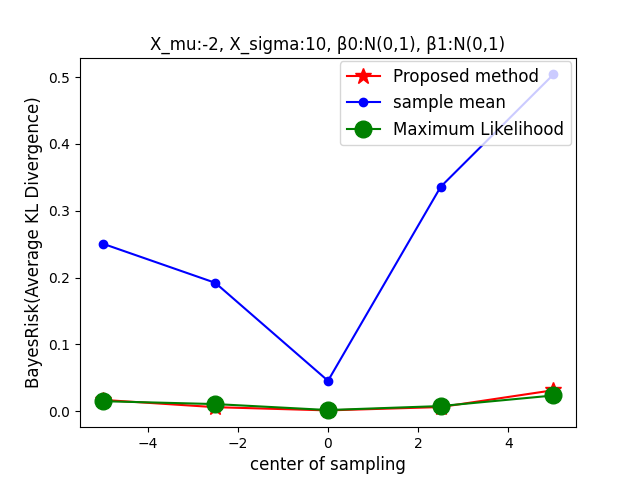 X_mu:-2, X_sigma:10, β0:N(0,1), β1:N(0,1)
BayesRisk(Average KL Divergence)
0.5
0.4
0.3
0.2
0.1
0.0
Proposed method
sample mean
Maximum Likelihood
−4 −2 0 2 4
center of sampling